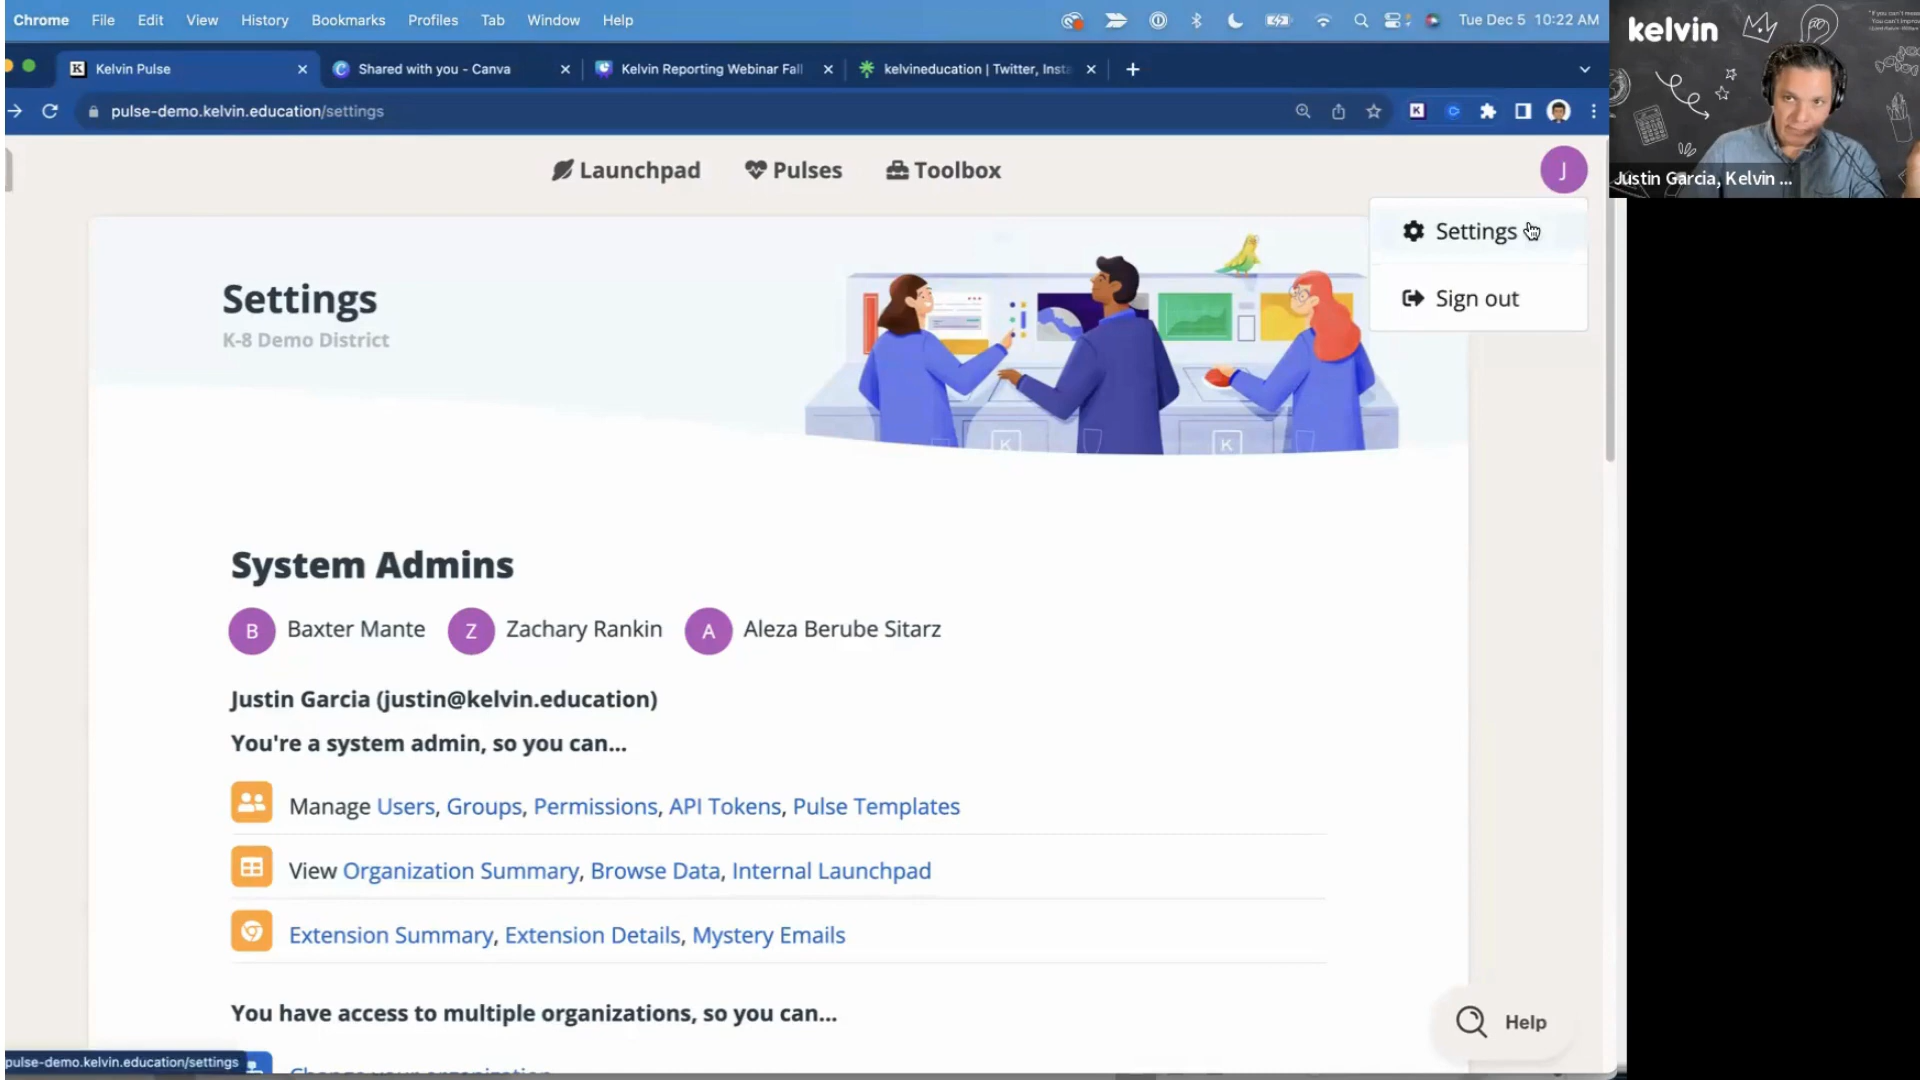 Chrome File Edit View History Bookmarks Profiles Tab Window Help
Tue Dec 5 10:22 AM
Kelvin Pulse
Shared with you - Canva
Kelvin Reporting Webinar Fall
kelvineducation | Twitter, Insta
pulse-demo.kelvin.education/settings
kelvin
Justin Garcia, Kelvin ...
Launchpad Pulses Toolbox
J
Settings
Sign out
Settings
K-8 Demo District
K
K
System Admins
B Baxter Mante Z Zachary Rankin A Aleza Berube Sitarz
Justin Garcia (justin@kelvin.education)
You're a system admin, so you can...
Manage Users, Groups, Permissions, API Tokens, Pulse Templates
View Organization Summary, Browse Data, Internal Launchpad
Extension Summary, Extension Details, Mystery Emails
You have access to multiple organizations, so you can...
Change your organization
Help
pulse-demo.kelvin.education/settings